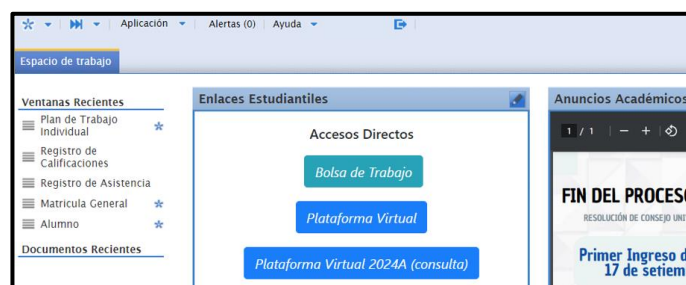 Aplicación Alertas (0) Ayuda
Espacio de trabajo
Ventanas Recientes
Plan de Trabajo
Individual
Registro de
Calificaciones
Registro de Asistencia
Matricula General
Alumno
Documentos Recientes
Enlaces Estudiantiles
Accesos Directos
Bolsa de Trabajo
Plataforma Virtual
Plataforma Virtual 2024A (consulta)
Anuncios Académicos
1 / 1
FIN DEL PROCES
RESOLUCIÓN DE CONSEJO UNI
Primer Ingreso d
17 de setiem